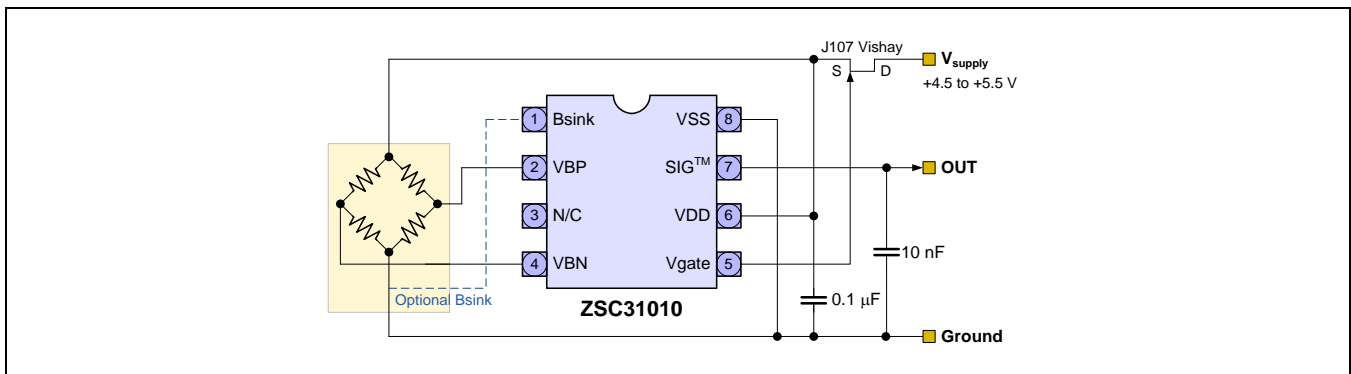 J107 Vishay
S D
V_supply
+4.5 to +5.5 V
1 Bsink VSS 8
2 VBP SIG™ 7
OUT
3 N/C VDD 6
4 VBN Vgate 5
10 nF
Optional Bsink
0.1 μF
ZSC31010
Ground